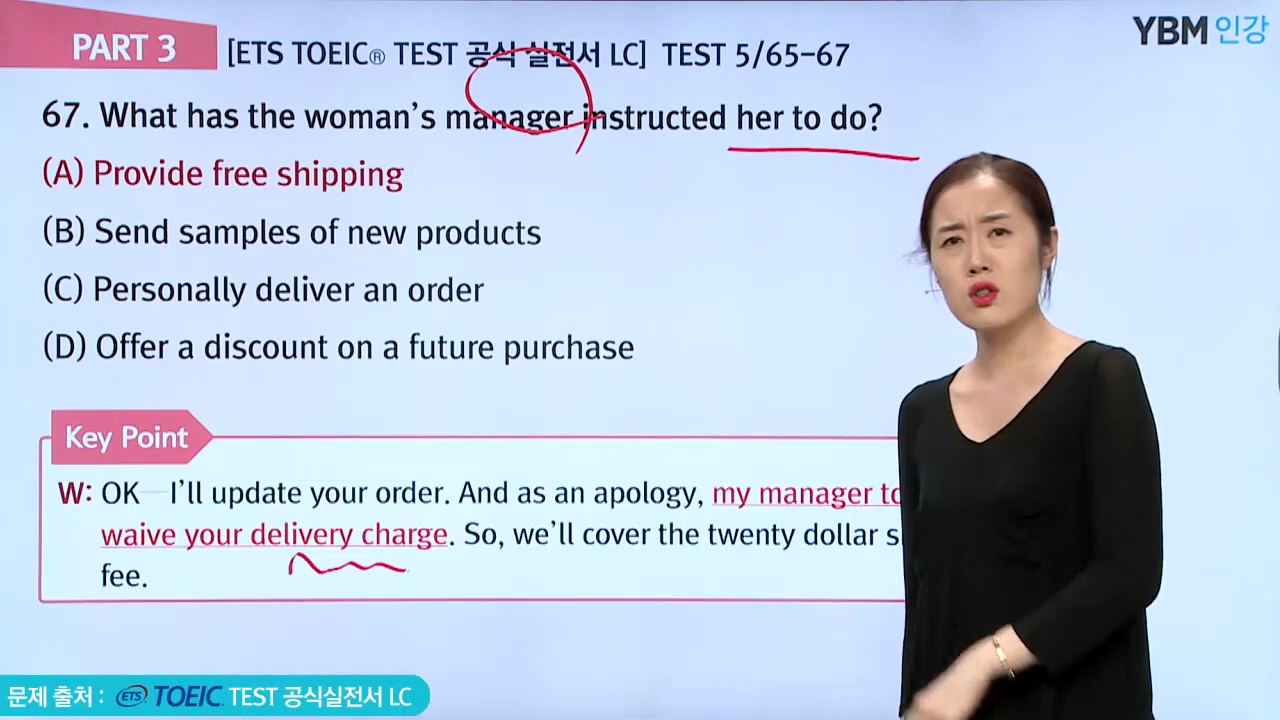 PART 3
[ETS TOEIC® TEST 공식 실전서 LC] TEST 5/65-67
YBM 인강
67. What has the woman's manager instructed her to do?
(A) Provide free shipping
(B) Send samples of new products
(C) Personally deliver an order
(D) Offer a discount on a future purchase
Key Point
W: OK—I'll update your order. And as an apology, my manager
waive your delivery charge. So, we'll cover the twenty dollar
fee.
문제 출처 : ETS TOEIC. TEST 공식실전서 LC